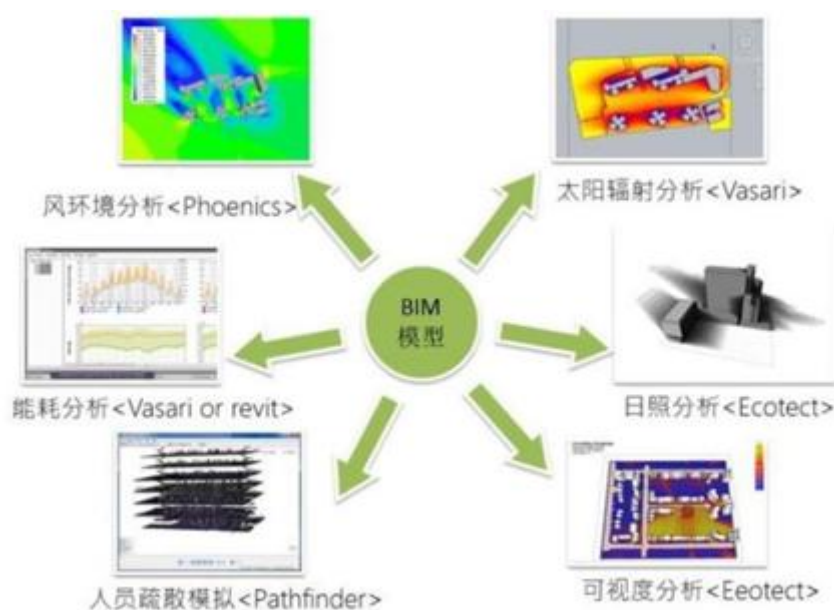 风环境分析<Phoenics>
太阳辐射分析<Vasari>
BIM
模型
能耗分析<Vasari or revit>
日照分析<Ecotect>
人员疏散模拟<Pathfinder>
可视度分析<Eeotect>